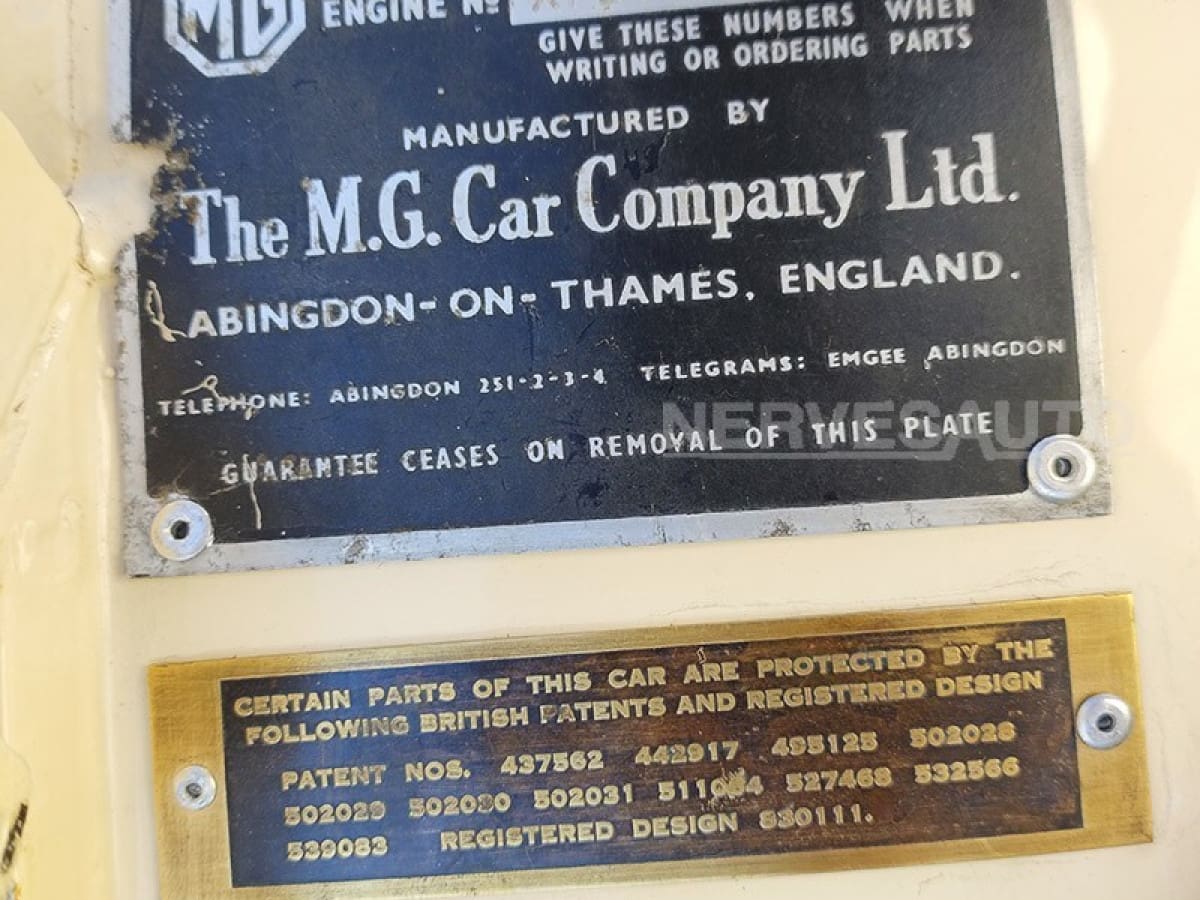 MG
ENGINE No
GIVE THESE NUMBERS WHEN
WRITING OR ORDERING PARTS
MANUFACTURED BY
The M.G. Car Company Ltd.
ABINGDON-ON-THAMES, ENGLAND.
TELEPHONE: ABINGDON 251-2-3-4 TELEGRAMS: EMGEE ABINGDON
NERVESAUTO
GUARANTEE CEASES ON REMOVAL OF THIS PLATE
CERTAIN PARTS OF THIS CAR ARE PROTECTED BY THE
FOLLOWING BRITISH PATENTS AND REGISTERED DESIGN
PATENT NOS. 437562 442917 495125 502028
502029 502030 502031 527468 532566
539083 REGISTERED DESIGN 830111.